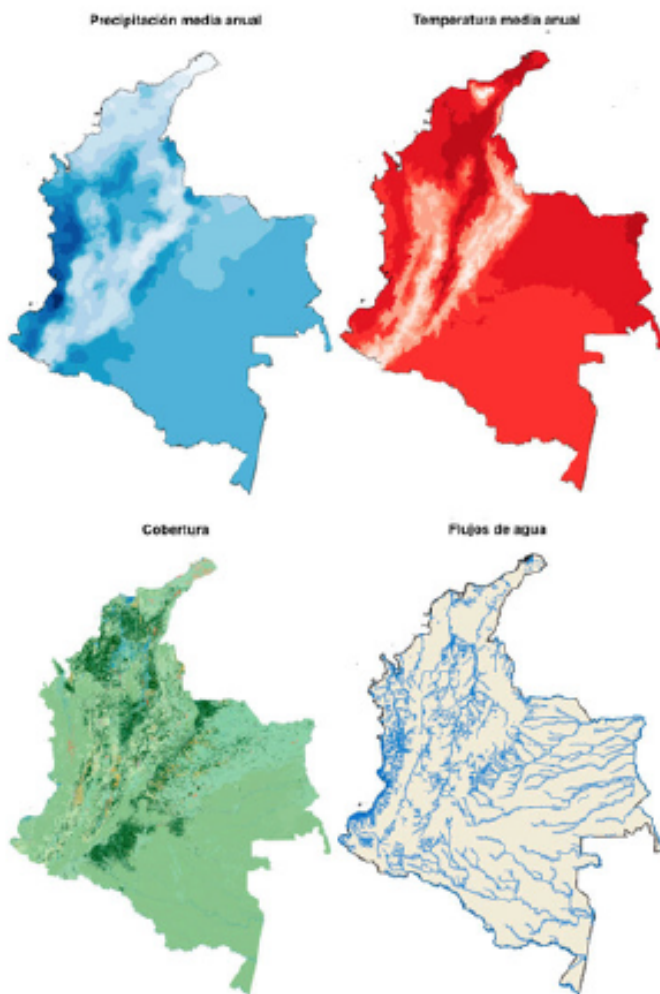 Precipitación media anual
Temperatura media anual
Cobertura
Flujos de agua